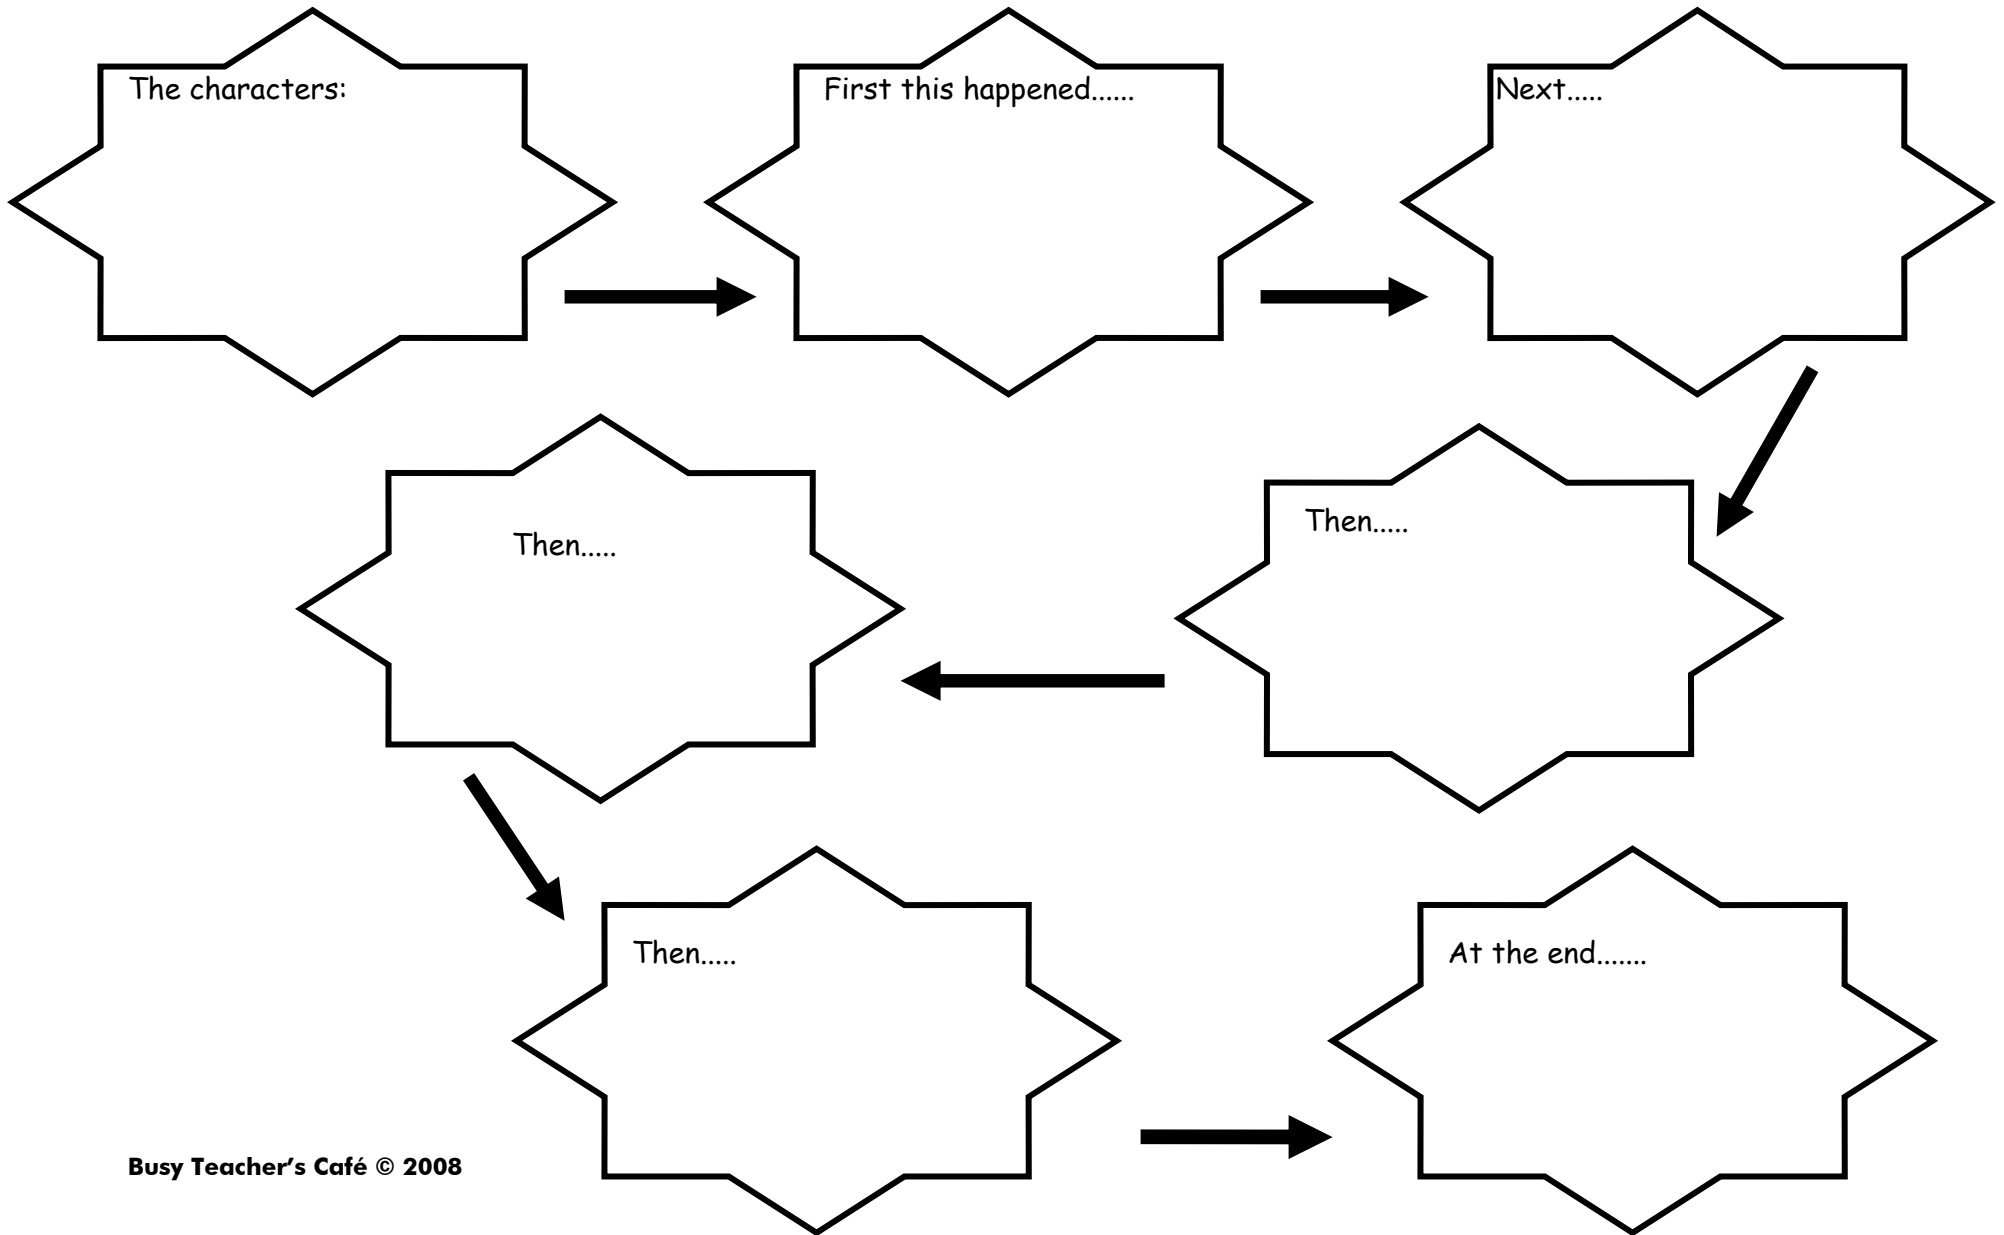 The characters:
First this happened......
Next.....
Then.....
Then.....
Then.....
At the end.......
Busy Teacher’s Café © 2008